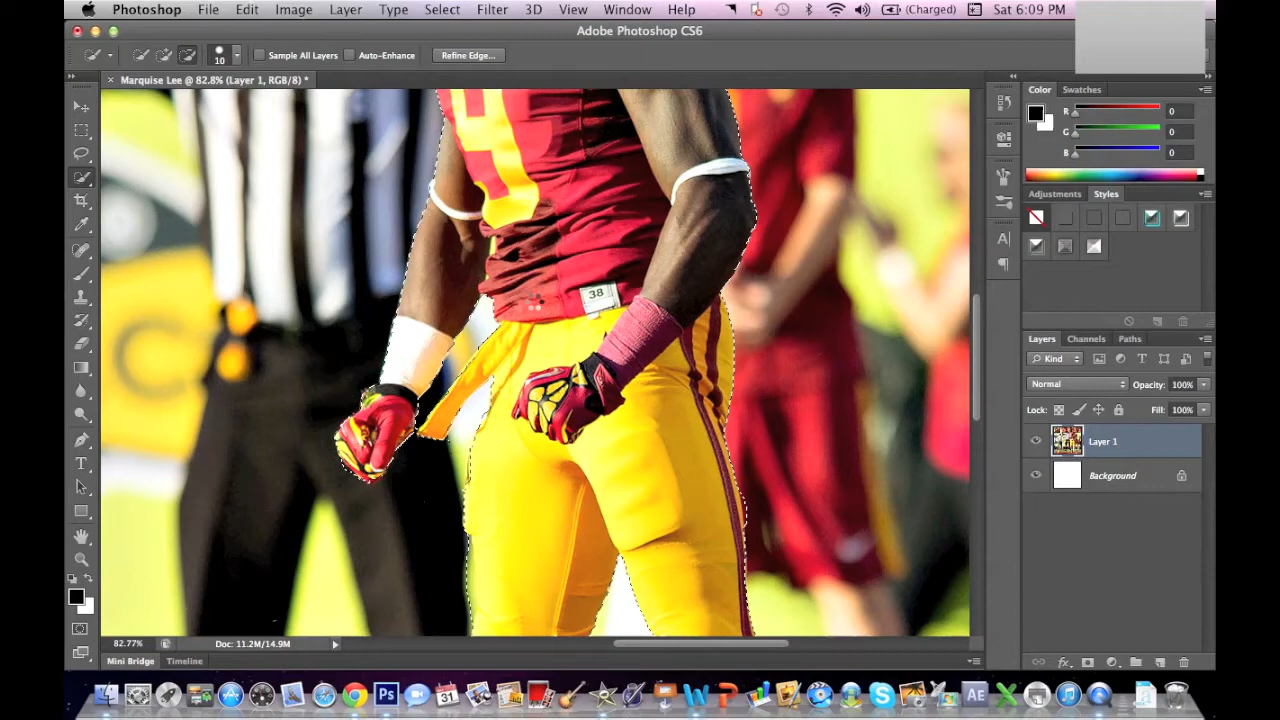 Photoshop File Edit Image Layer Type Select Filter 3D View Window Help (Charged) Sat 6:09 PM
Adobe Photoshop CS6
10 Sample All Layers Auto-Enhance Refine Edge...
Marquise Lee @ 82.8% (Layer 1, RGB/8) *
Color Swatches
R 0
G 0
B 0
Adjustments Styles
38
Layers Channels Paths
Kind
Normal Opacity: 100%
Lock: Fill: 100%
Layer 1
Background
82.77% Doc: 11.2M/14.9M
Mini Bridge Timeline